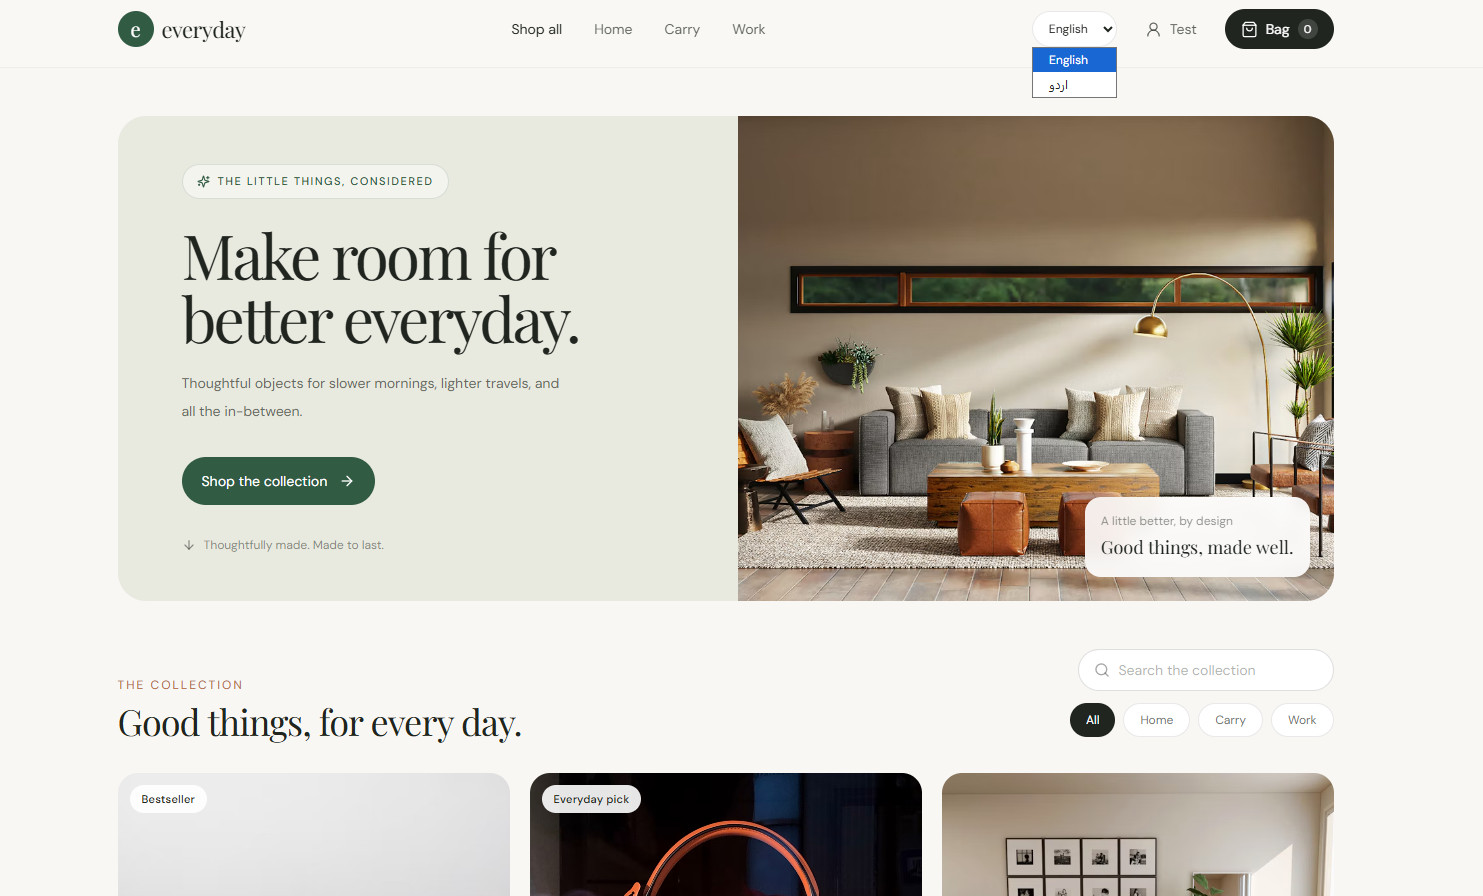 e everyday
Shop all
Home
Carry
Work
English
Test
Bag 0
English
اردو
THE LITTLE THINGS, CONSIDERED
Make room for
better everyday.
Thoughtful objects for slower mornings, lighter travels, and
all the in-between.
Shop the collection
Thoughtfully made. Made to last.
A little better, by design
Good things, made well.
Search the collection
THE COLLECTION
Good things, for every day.
All
Home
Carry
Work
Bestseller
Everyday pick